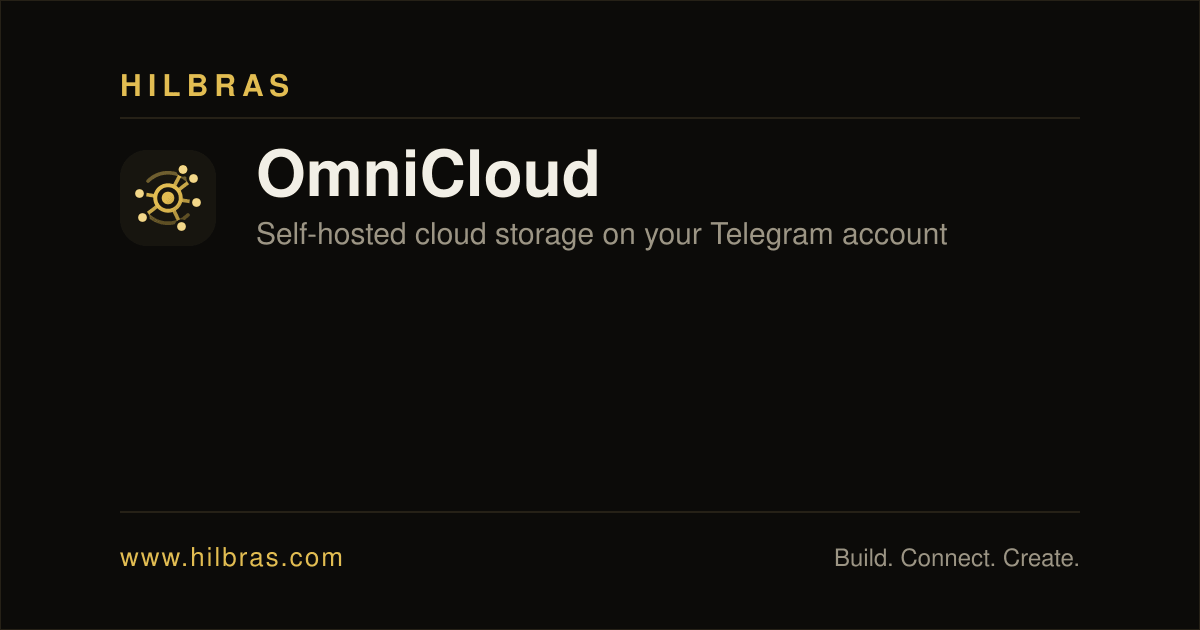 HILBRAS
OmniCloud
Self-hosted cloud storage on your Telegram account
www.hilbras.com
Build. Connect. Create.